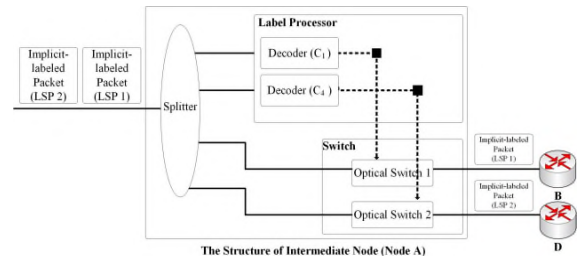 Label Processor
Implicit-
labeled
Packet
(LSP 2)
Implicit-
labeled
Packet
(LSP 1)
Splitter
Decoder (C1)
Decoder (C4)
Switch
Optical Switch 1
Optical Switch 2
Implicit-labeled
Packet
(LSP 1)
B
Implicit-labeled
Packet
(LSP 2)
D
The Structure of Intermediate Node (Node A)